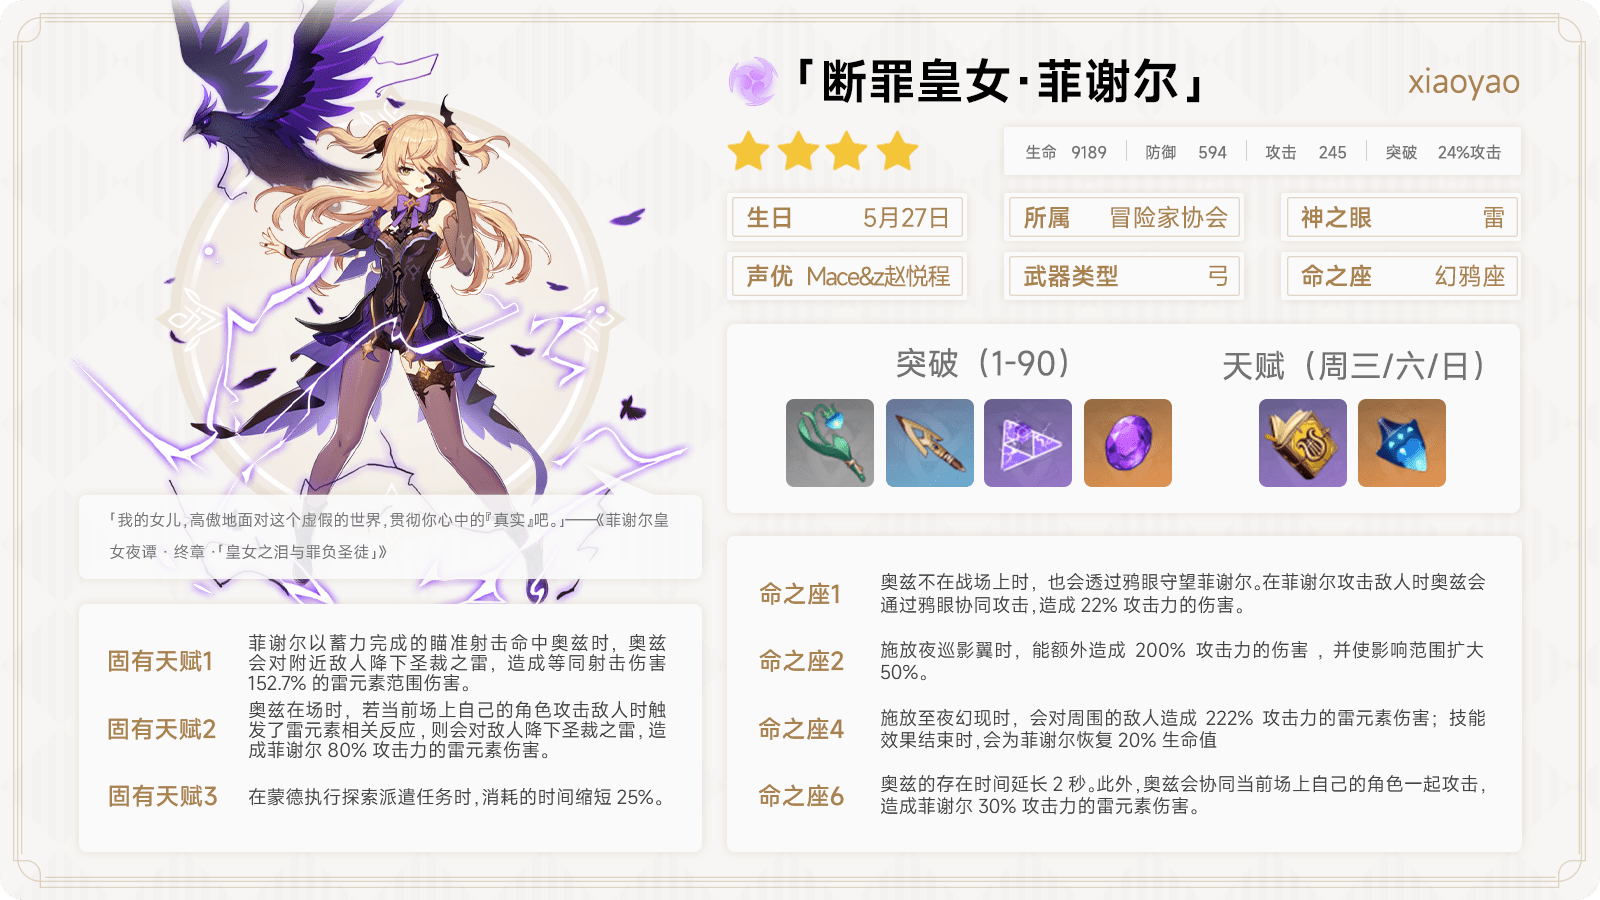 「断罪皇女·菲谢尔」
xiaoyao
生命 9189 防御 594 攻击 245 突破 24%攻击
生日 5月27日
所属 冒险家协会
神之眼 雷
声优 Mace&z赵悦程
武器类型 弓
命之座 幻鸦座
突破（1-90）
天赋（周三/六/日）
「我的女儿,高傲地面对这个虚假的世界,贯彻你心中的『真实』吧。」——《菲谢尔皇
女夜谭 · 终章 ·「皇女之泪与罪负圣徒」》
固有天赋1
菲谢尔以蓄力完成的瞄准射击命中奥兹时，奥兹
会对附近敌人降下圣裁之雷，造成等同射击伤害
152.7% 的雷元素范围伤害。
固有天赋2
奥兹在场时，若当前场上自己的角色攻击敌人时触
发了雷元素相关反应 , 则会对敌人降下圣裁之雷, 造
成菲谢尔 80% 攻击力的雷元素伤害。
固有天赋3
在蒙德执行探索派遣任务时,消耗的时间缩短 25%。
命之座1
奥兹不在战场上时，也会透过鸦眼守望菲谢尔。在菲谢尔攻击敌人时奥兹会
通过鸦眼协同攻击,造成 22% 攻击力的伤害。
命之座2
施放夜巡影翼时，能额外造成 200% 攻击力的伤害 , 并使影响范围扩大
50%。
命之座4
施放至夜幻现时，会对周围的敌人造成 222% 攻击力的雷元素伤害；技能
效果结束时,会为菲谢尔恢复 20% 生命值
命之座6
奥兹的存在时间延长 2 秒。此外,奥兹会协同当前场上自己的角色一起攻击,
造成菲谢尔 30% 攻击力的雷元素伤害。